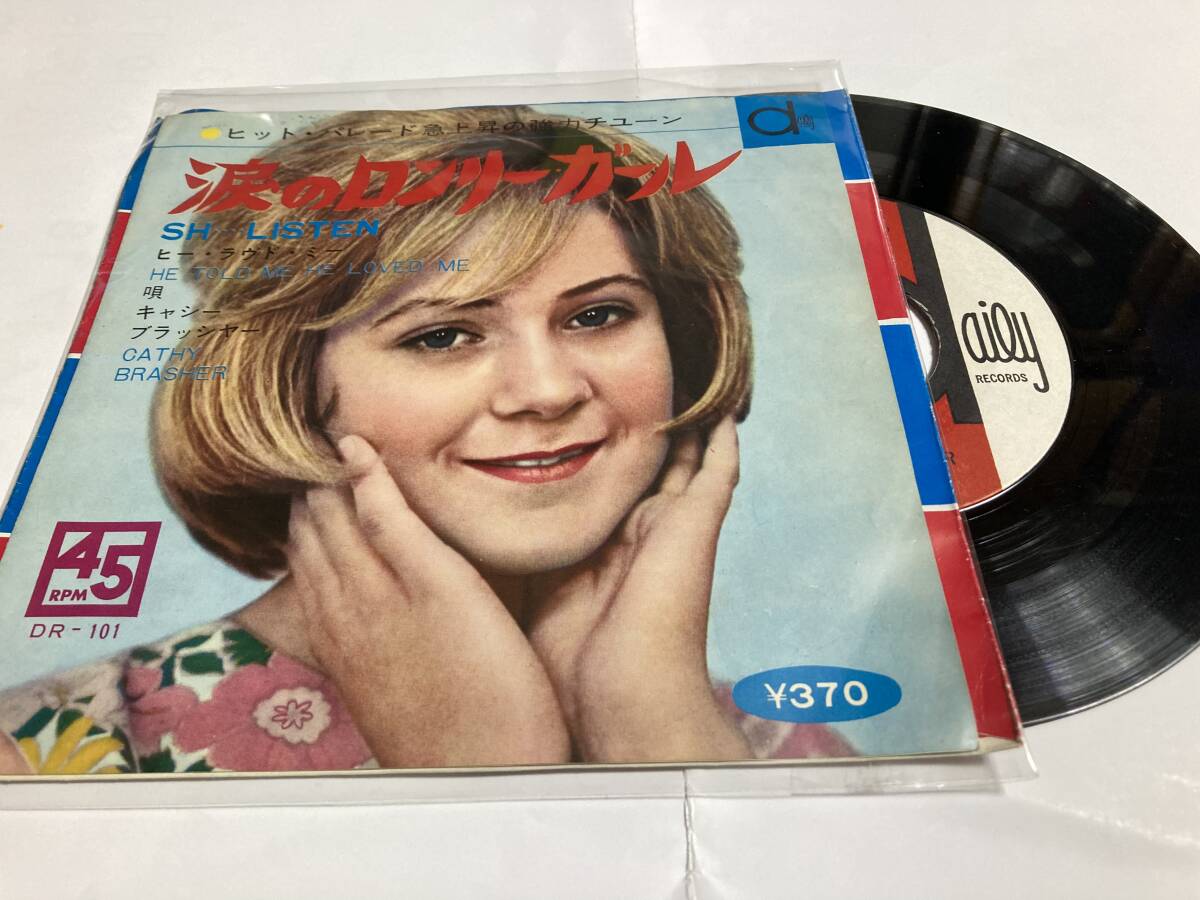 ヒット・パレード急上昇の強力チューン
d
涙のロンリー・ガール
SH··LISTEN
ヒー・ラヴド・ミー
HE TOLD ME HE LOVED ME
唄
キャシー
ブラッシヤー
CATHY
BRASHER
45
RPM
DR-101
¥370
aily
RECORDS
R